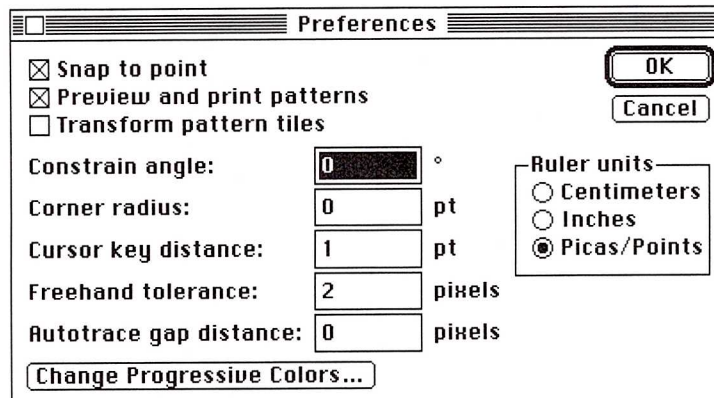 Preferences
Snap to point
Preview and print patterns
Transform pattern tiles
OK
Cancel
Constrain angle: 0 °
Corner radius: 0 pt
Cursor key distance: 1 pt
Freehand tolerance: 2 pixels
Autotrace gap distance: 0 pixels
Ruler units
Centimeters
Inches
Picas/Points
Change Progressive Colors...